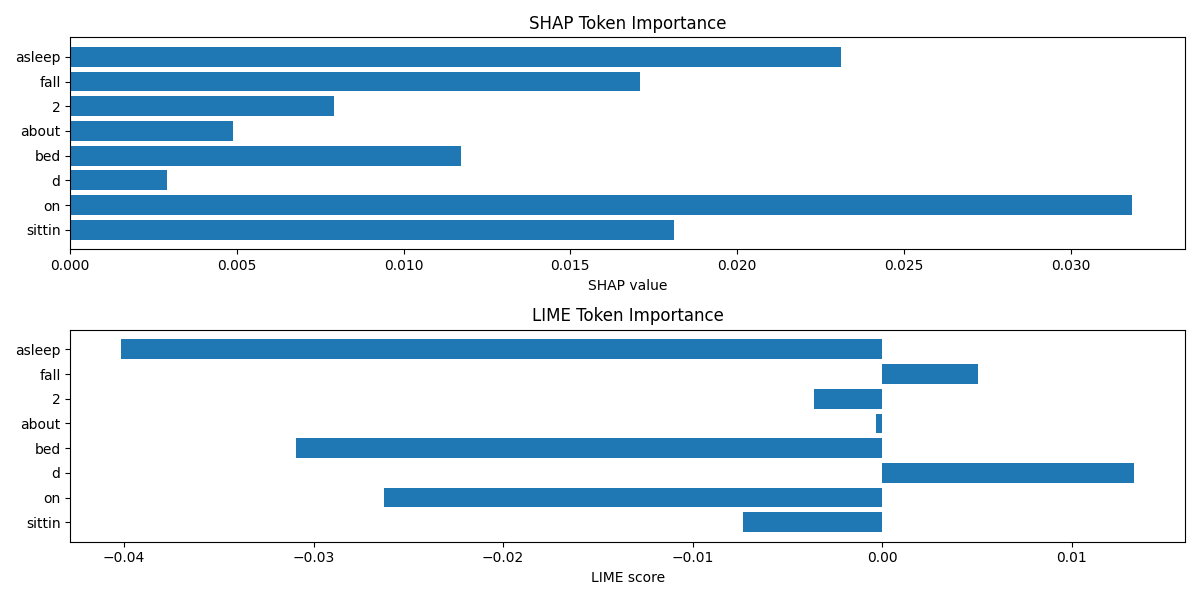 SHAP Token Importance
asleep
fall
2
about
bed
d
on
sittin
0.000 0.005 0.010 0.015 0.020 0.025 0.030
SHAP value
LIME Token Importance
asleep
fall
2
about
bed
d
on
sittin
−0.04 −0.03 −0.02 −0.01 0.00 0.01
LIME score